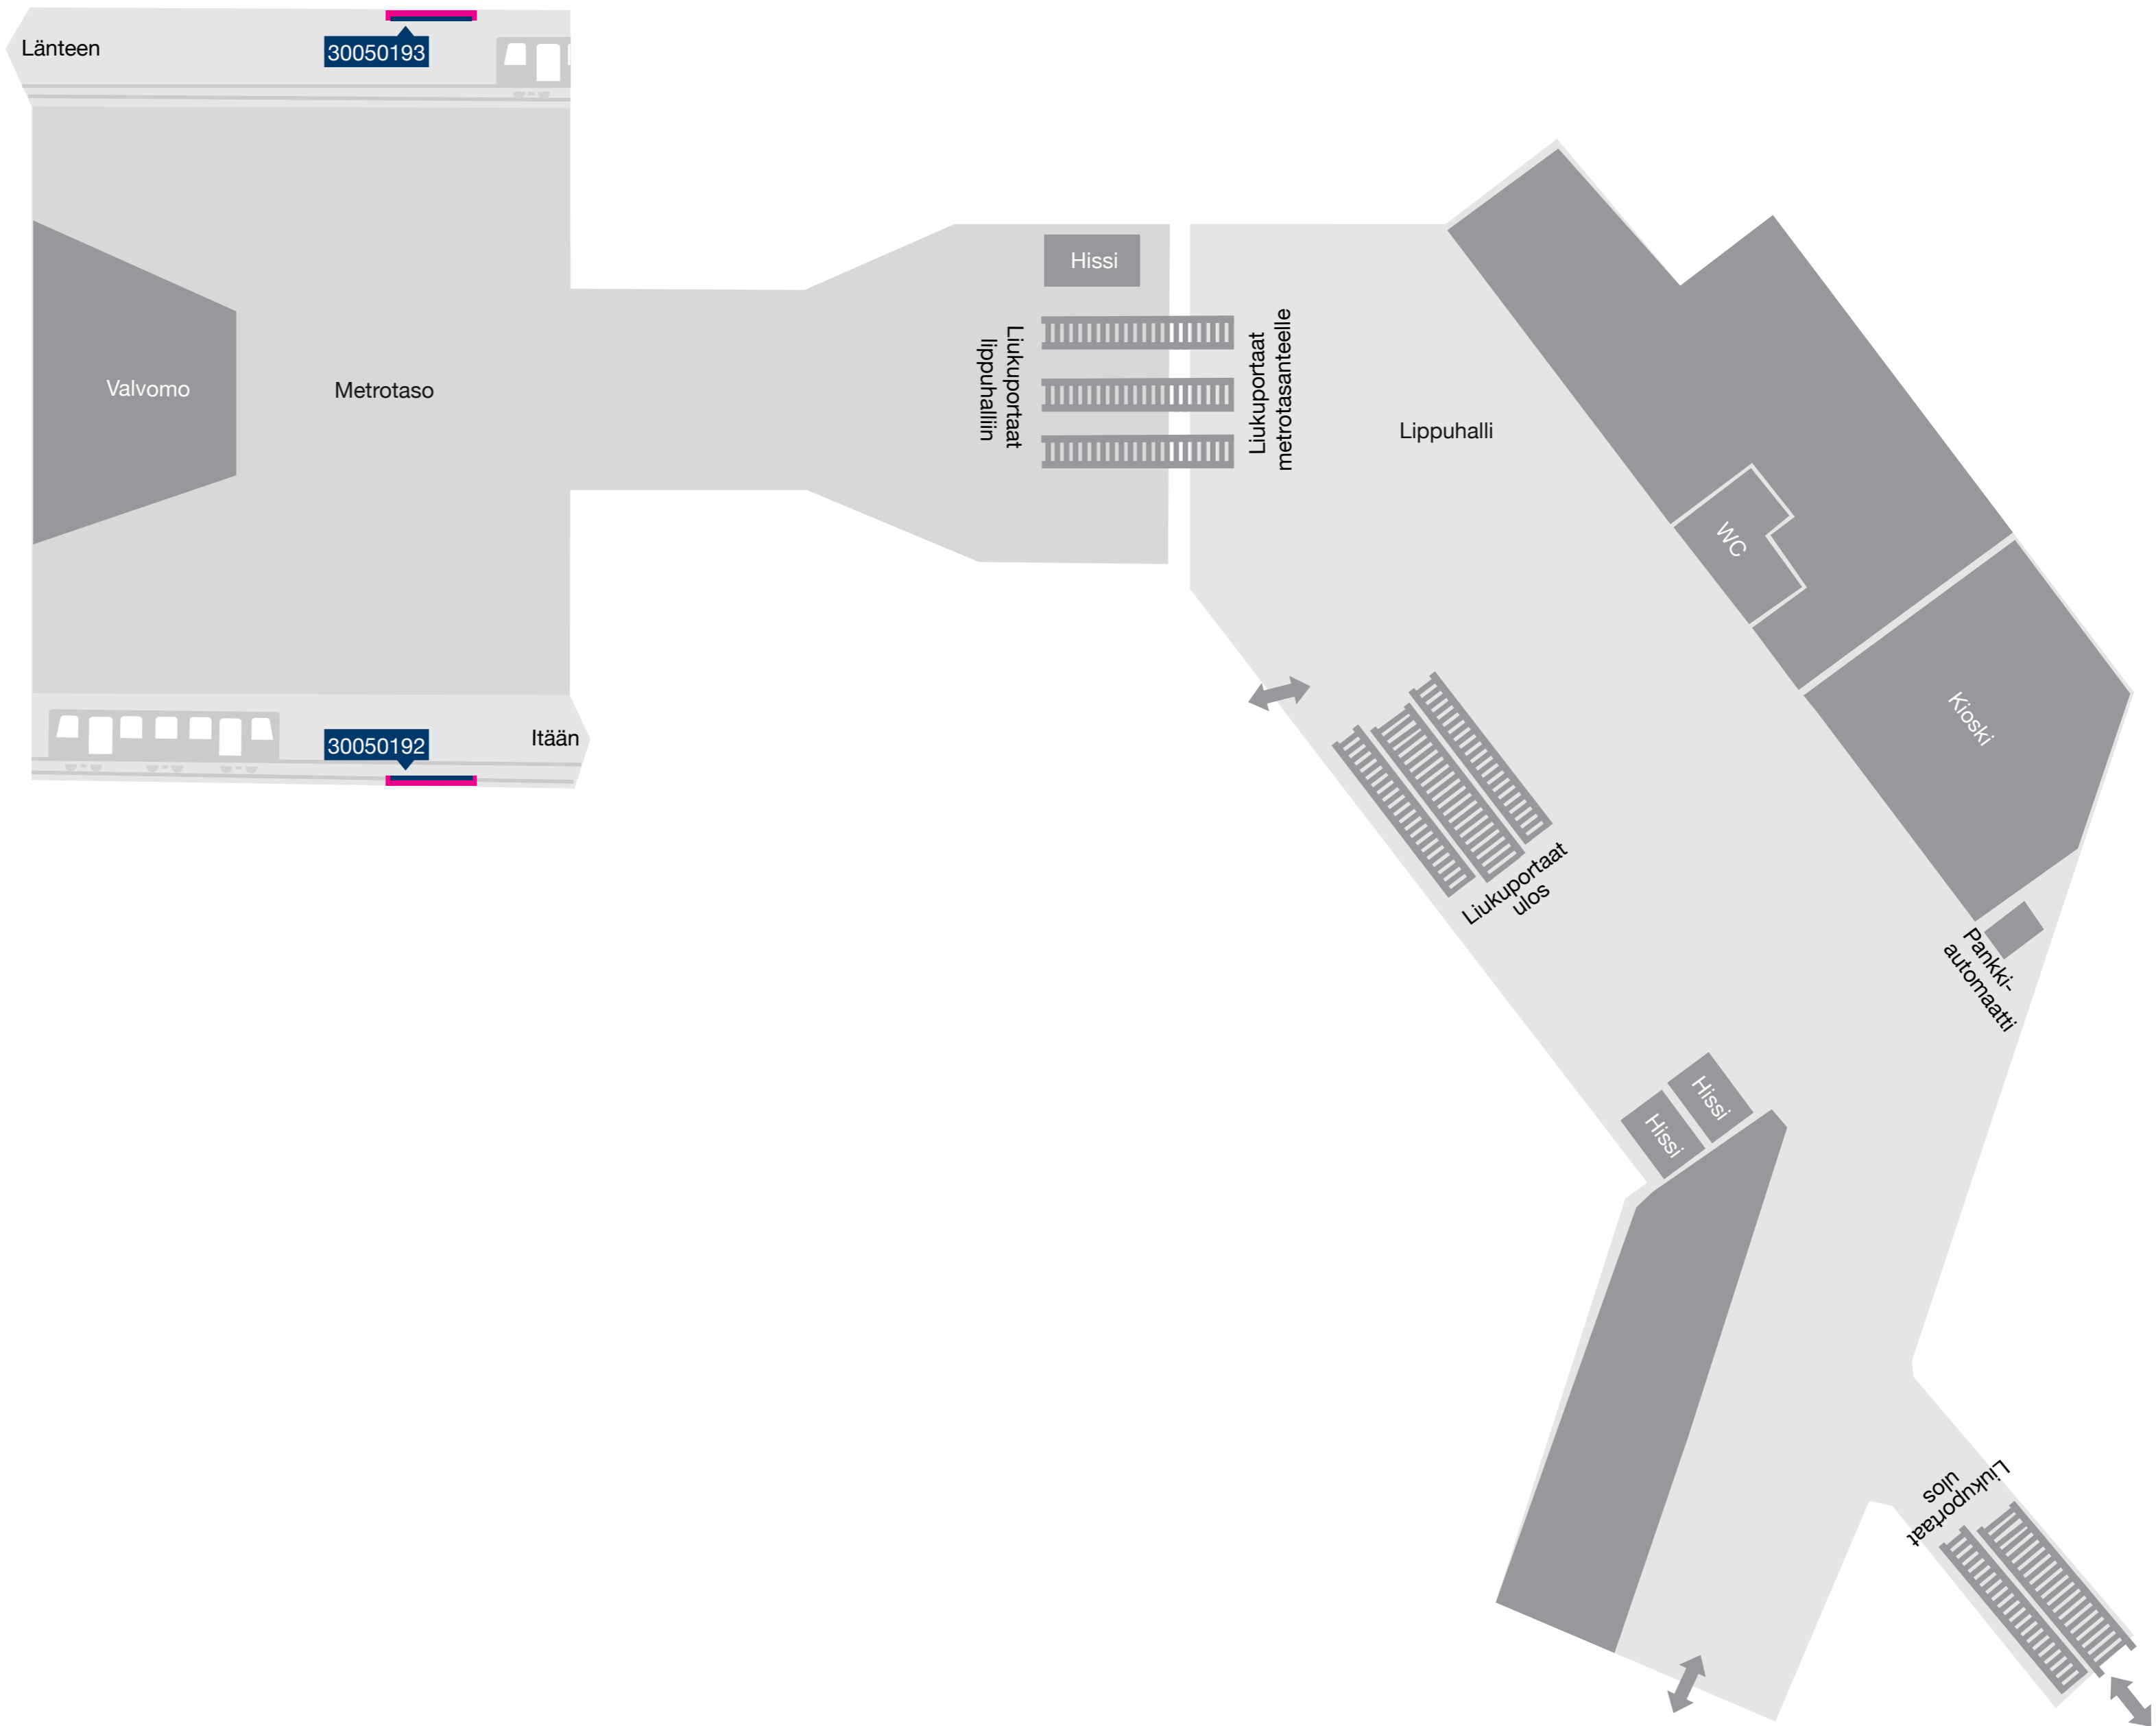 Länteen
30050193
Hissi
Liukuportaat
lippuhalliin
Liukuportaat
metrotasanteelle
Valvomo
Metrotaso
Lippuhalli
WC
Kioski
30050192
Itään
Liukuportaat
ulos
Pankki-
automaatti
Hissi
Hissi
Liukuportaat
ulos